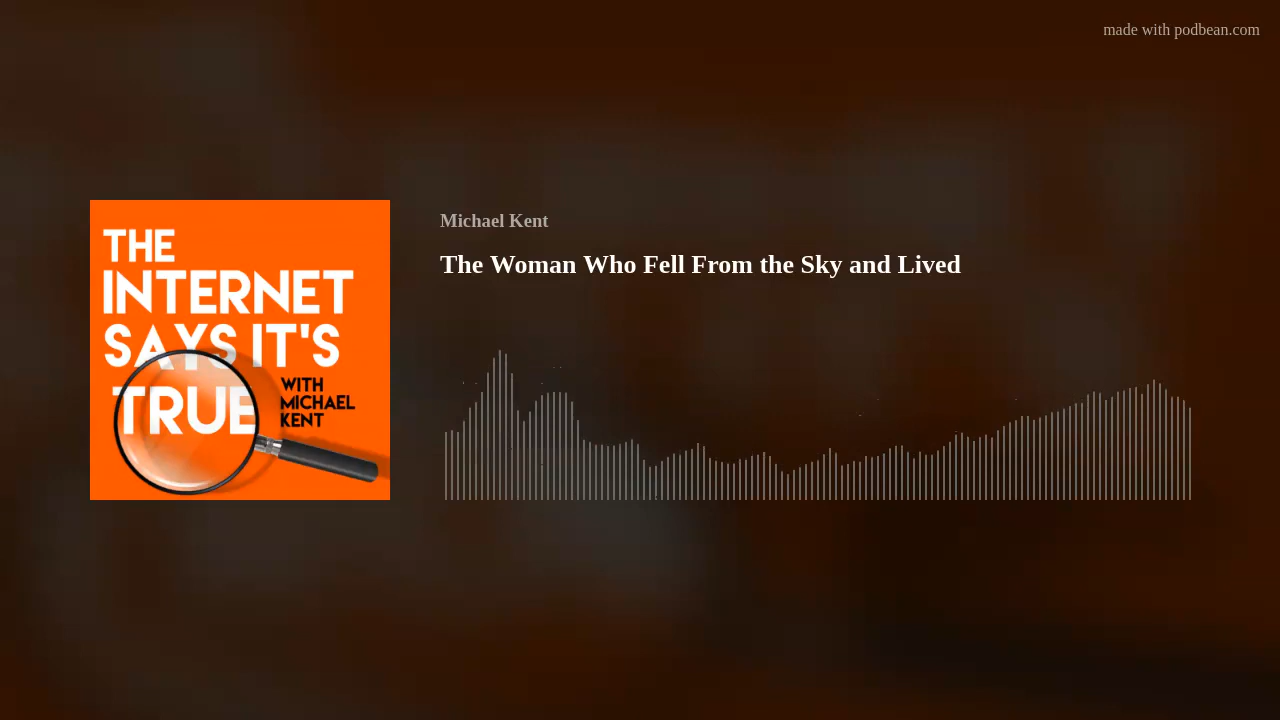 made with podbean.com
THE
INTERNET
SAYS IT'S
TRUE
WITH
MICHAEL
KENT
Michael Kent
The Woman Who Fell From the Sky and Lived